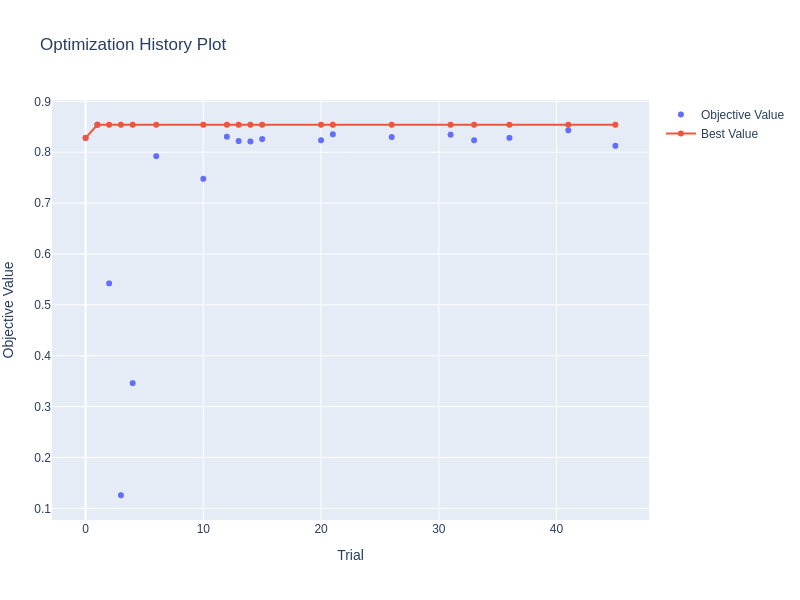 Optimization History Plot
Objective Value
Best Value
0.9
0.8
0.7
0.6
0.5
0.4
0.3
0.2
0.1
Objective Value
0
10
20
30
40
Trial